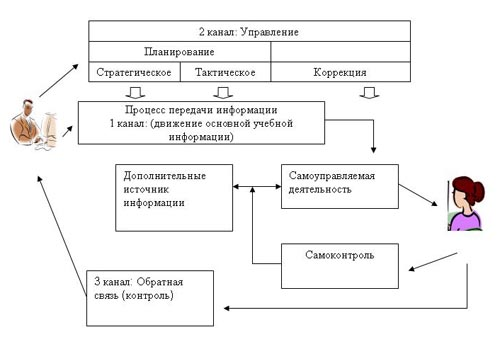 2 канал: Управление
Планирование
Стратегическое
Тактическое
Коррекция
Процесс передачи информации
1 канал: (движение основной учебной
информации)
Дополнительные
источник
информации
Самоуправляемая
деятельность
Самоконтроль
3 канал: Обратная
связь (контроль)